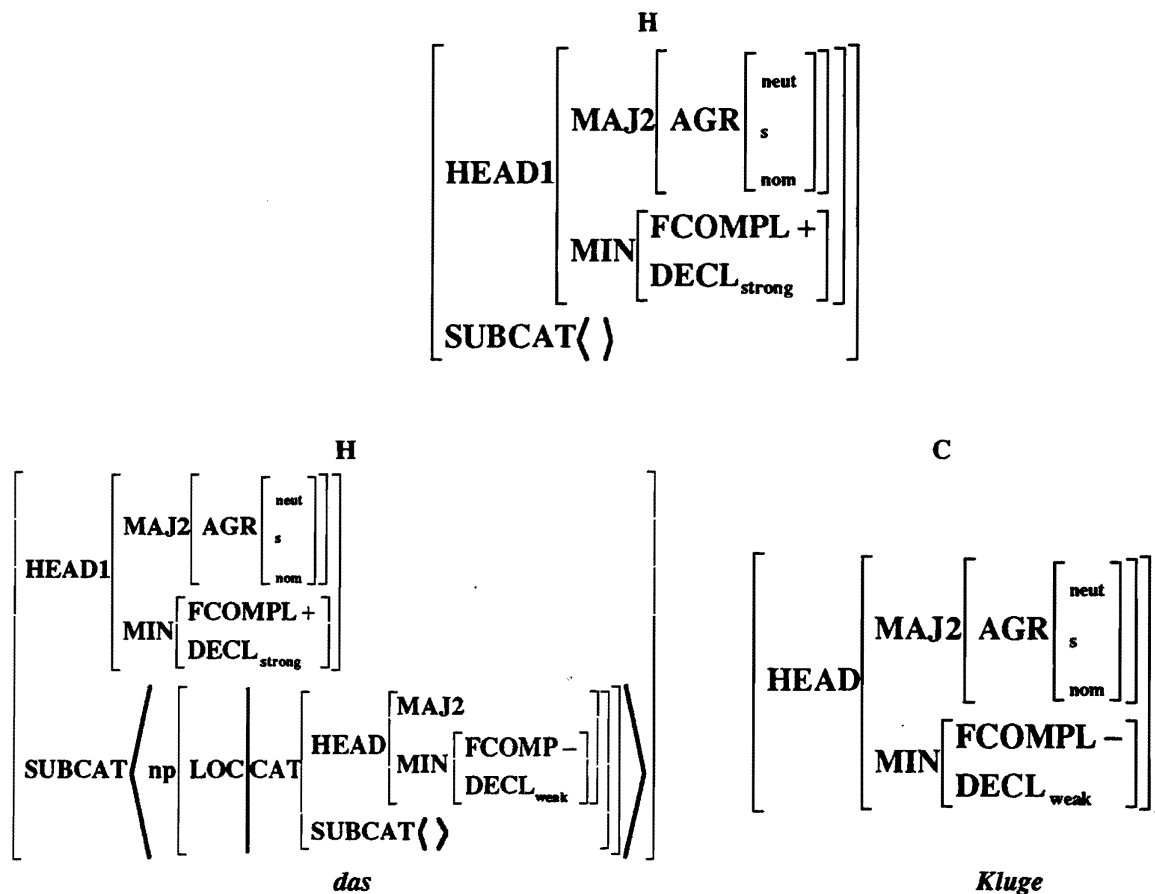 H
neut
MAJ2 AGR s
nom
HEAD1
FCOMPL +
MIN
DECL strong
SUBCAT⟨ ⟩
H
neut
MAJ2 AGR s
nom
HEAD1
FCOMPL +
MIN
DECL strong
MAJ2
HEAD
FCOMP −
MIN
DECL weak
SUBCAT⟨ np LOC|CAT ⟩
SUBCAT⟨ ⟩
das
C
neut
MAJ2 AGR s
nom
HEAD
FCOMPL −
MIN
DECL weak
Kluge